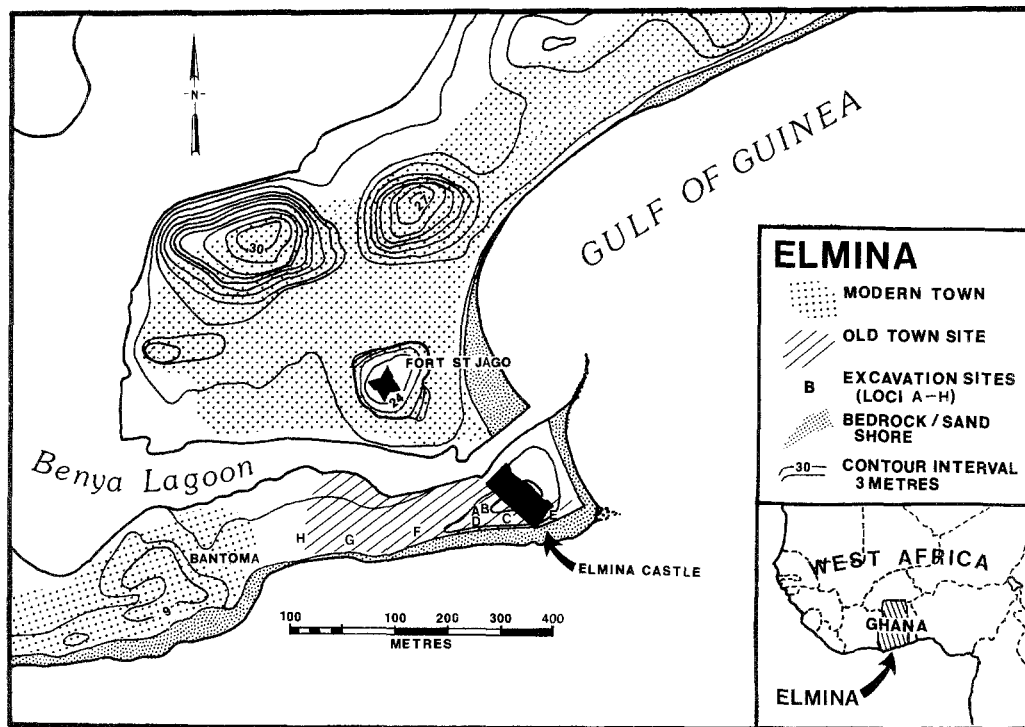 N
GULF OF GUINEA
30
27
FORT ST JAGO
24
Benya Lagoon
A B
D C E
F
G
H
BANTOMA
9
ELMINA CASTLE
100 100 200 300 400
METRES
ELMINA
MODERN TOWN
OLD TOWN SITE
B EXCAVATION SITES
(LOCI A-H)
BEDROCK/SAND
SHORE
30 CONTOUR INTERVAL
3 METRES
WEST AFRICA
GHANA
ELMINA